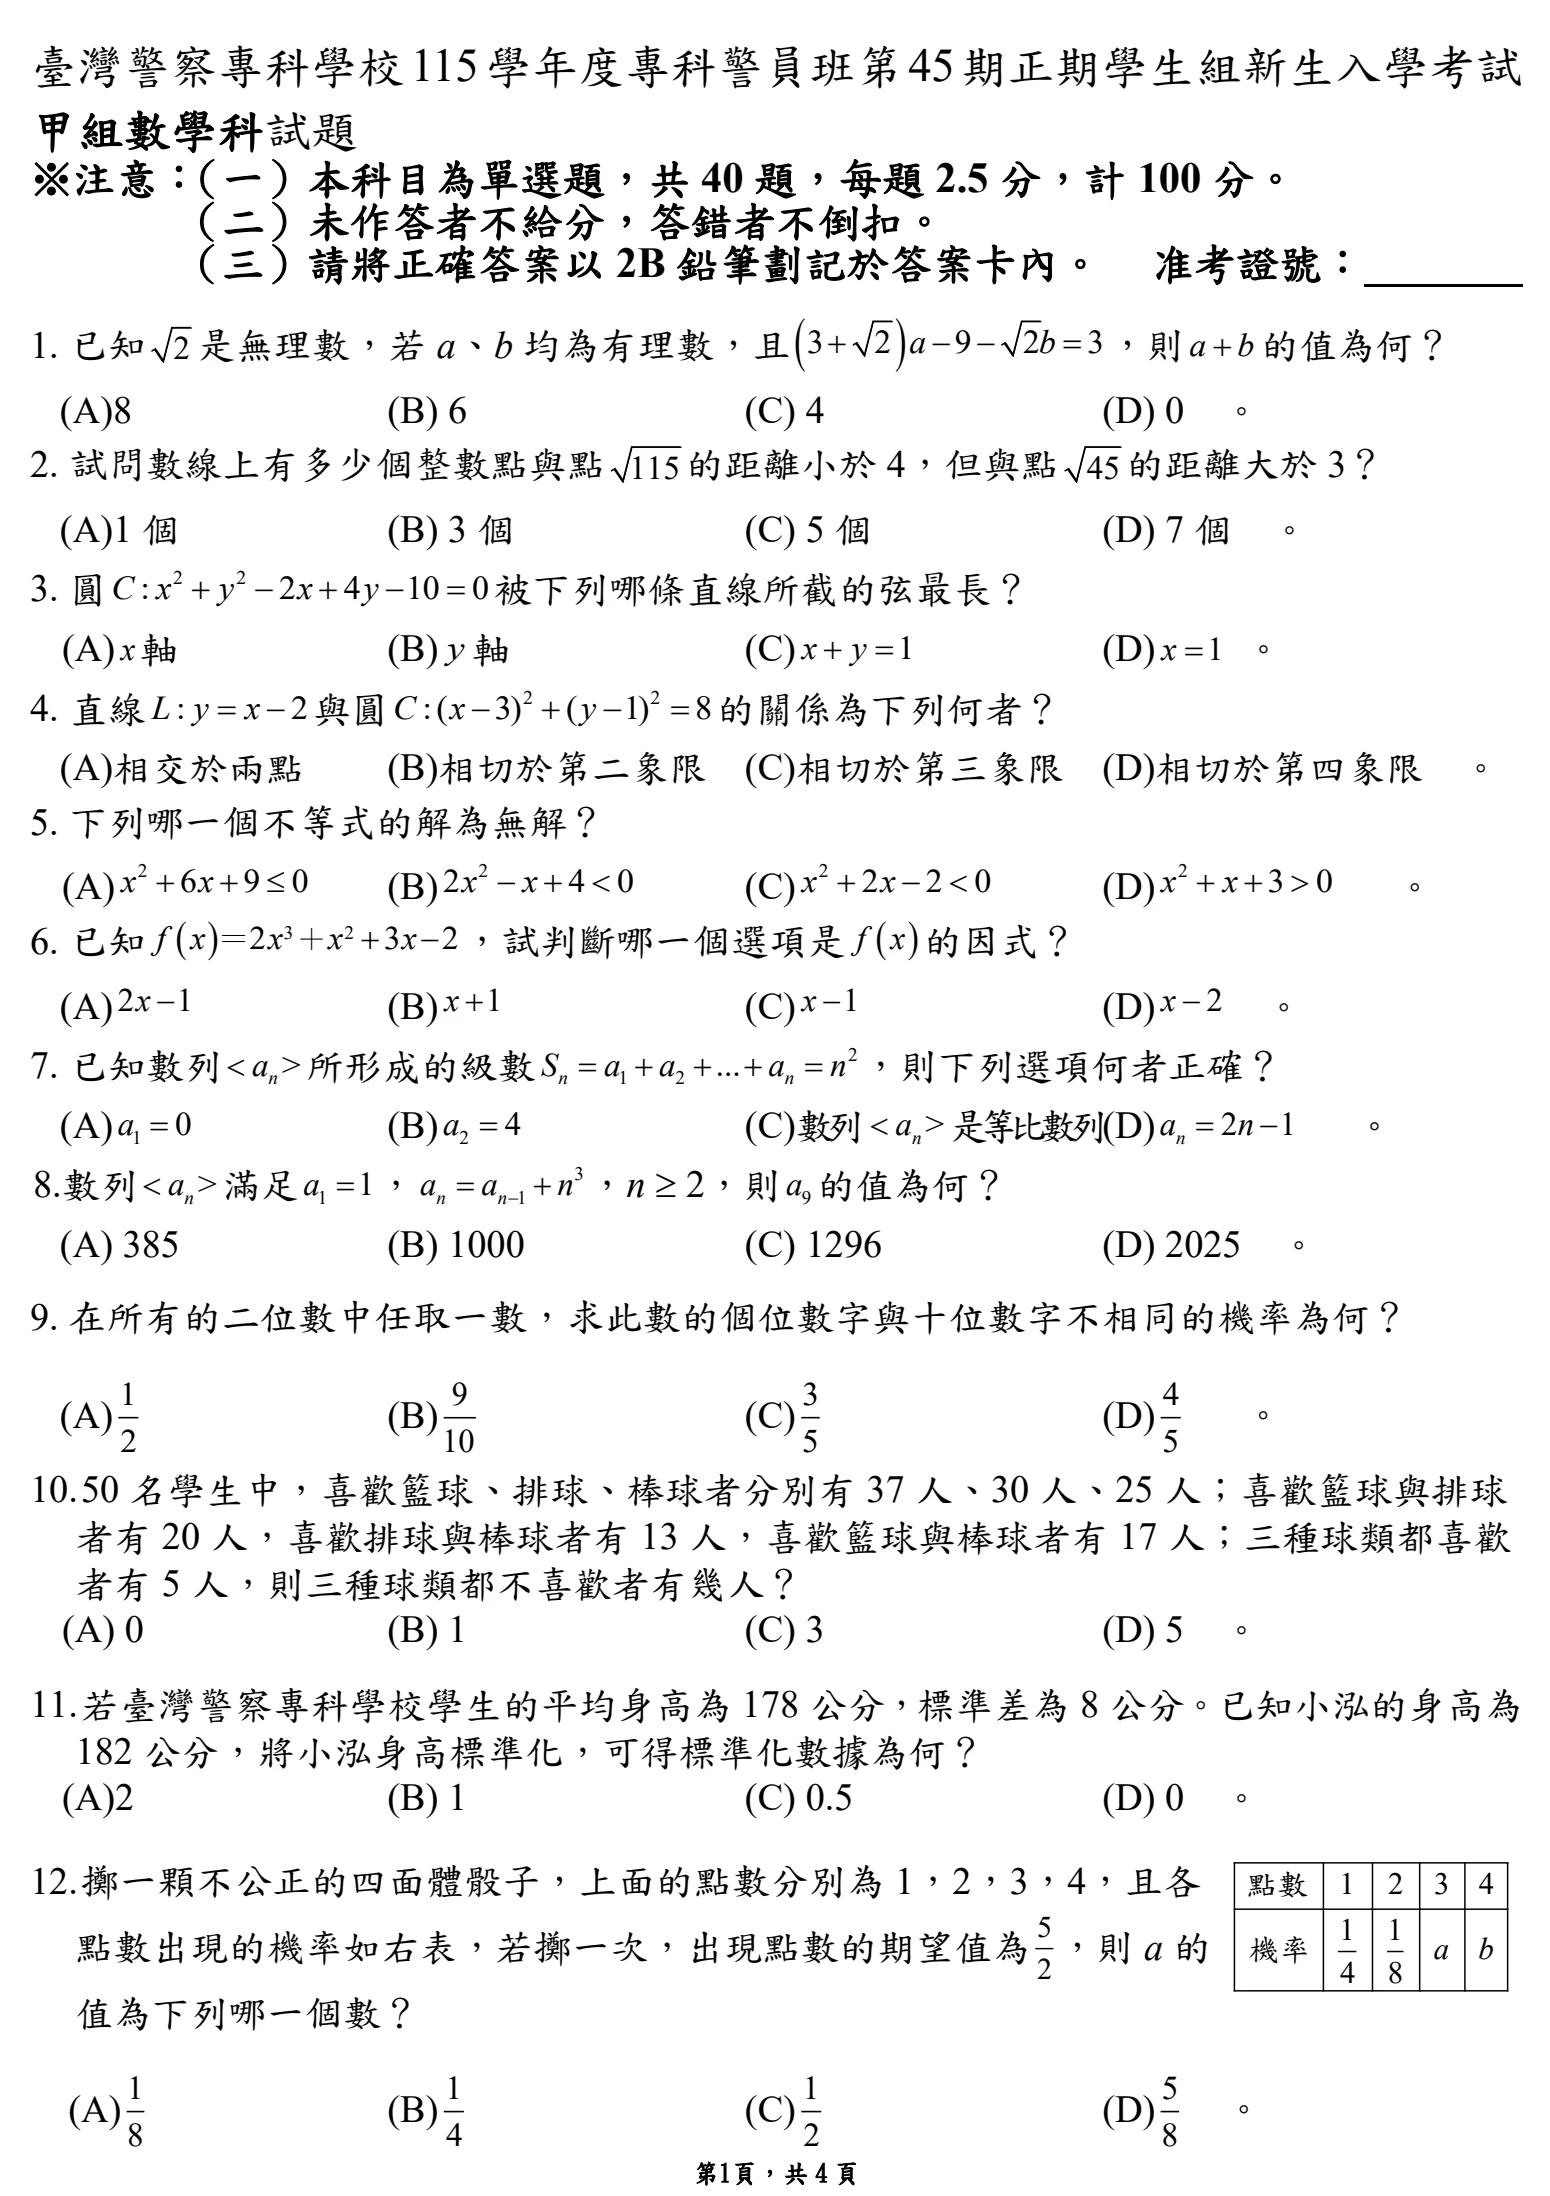 臺灣警察專科學校115學年度專科警員班第45期正期學生組新生入學考試
甲組數學科試題
※注意:(一)本科目為單選題,共 40 題,每題 2.5 分,計 100 分。
(二)未作答者不給分,答錯者不倒扣。
(三)請將正確答案以 2B 鉛筆劃記於答案卡內。 准考證號:________
1. 已知√2是無理數,若 a、b 均為有理數,且(3+√2)a−9−√2b=3,則a+b的值為何?
(A)8 (B) 6 (C) 4 (D) 0 。
2. 試問數線上有多少個整數點與點√115的距離小於 4,但與點√45的距離大於 3?
(A)1 個 (B) 3 個 (C) 5 個 (D) 7 個 。
3. 圓C:x²+y²−2x+4y−10=0被下列哪條直線所截的弦最長?
(A)x軸 (B)y軸 (C)x+y=1 (D)x=1 。
4. 直線L:y=x−2與圓C:(x−3)²+(y−1)²=8的關係為下列何者?
(A)相交於兩點 (B)相切於第二象限 (C)相切於第三象限 (D)相切於第四象限 。
5. 下列哪一個不等式的解為無解?
(A)x²+6x+9≤0 (B)2x²−x+4<0 (C)x²+2x−2<0 (D)x²+x+3>0 。
6. 已知f(x)=2x³+x²+3x−2,試判斷哪一個選項是f(x)的因式?
(A)2x−1 (B)x+1 (C)x−1 (D)x−2 。
7. 已知數列<aₙ>所形成的級數Sₙ=a₁+a₂+...+aₙ=n²,則下列選項何者正確?
(A)a₁=0 (B)a₂=4 (C)數列<aₙ>是等比數列(D)aₙ=2n−1 。
8.數列<aₙ>滿足a₁=1,aₙ=aₙ₋₁+n³,n ≥ 2,則a₉的值為何?
(A) 385 (B) 1000 (C) 1296 (D) 2025 。
9. 在所有的二位數中任取一數,求此數的個位數字與十位數字不相同的機率為何?
(A)1/2 (B)9/10 (C)3/5 (D)4/5 。
10.50 名學生中,喜歡籃球、排球、棒球者分別有 37 人、30 人、25 人;喜歡籃球與排球
者有 20 人,喜歡排球與棒球者有 13 人,喜歡籃球與棒球者有 17 人;三種球類都喜歡
者有 5 人,則三種球類都不喜歡者有幾人?
(A) 0 (B) 1 (C) 3 (D) 5 。
11.若臺灣警察專科學校學生的平均身高為 178 公分,標準差為 8 公分。已知小泓的身高為
182 公分,將小泓身高標準化,可得標準化數據為何?
(A)2 (B) 1 (C) 0.5 (D) 0 。
12.擲一顆不公正的四面體骰子,上面的點數分別為 1,2,3,4,且各
點數出現的機率如右表,若擲一次,出現點數的期望值為5/2,則 a 的
值為下列哪一個數?
點數 1 2 3 4
機率 1/4 1/8 a b
(A)1/8 (B)1/4 (C)1/2 (D)5/8 。
第1頁,共 4 頁